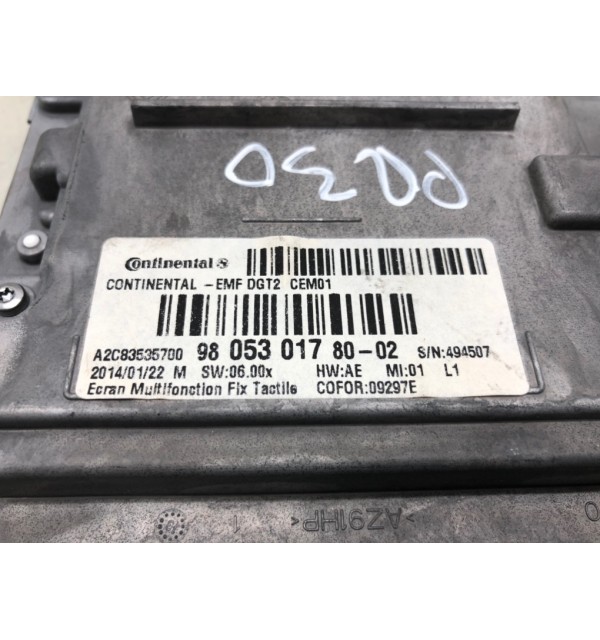 Continental
CONTINENTAL -EMF DGT2 CEM01
A2C83535700 98 053 017 80-02 S/N:494507
2014/01/22 M SW:06.00x HW:AE MI:01 L1
Ecran Multifonction Fix Tactile COFOR:09297E
>AZ91HP<